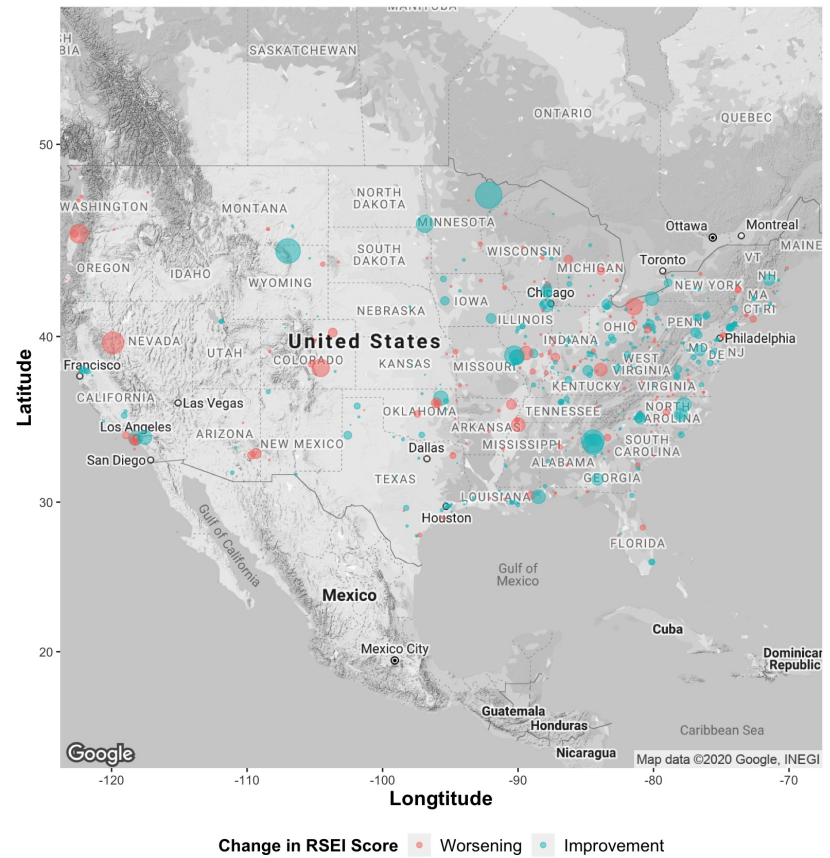 MANITOBA
SH
BIA
SASKATCHEWAN
ONTARIO
QUEBEC
50
NORTH
DAKOTA
WASHINGTON
MONTANA
MINNESOTA
Ottawa
Montreal
MAINE
SOUTH
DAKOTA
WISCONSIN
Toronto
VT
OREGON
IDAHO
MICHIGAN
NH
WYOMING
NEW YORK
MA
Chicago
IOWA
CT RI
NEBRASKA
ILLINOIS
OHIO
PENN
40
NEVADA
United States
INDIANA
Philadelphia
UTAH
COLORADO
KANSAS
MISSOURI
WEST
VIRGINIA
MD
DE
NJ
Francisco
KENTUCKY
VIRGINIA
CALIFORNIA
Las Vegas
OKLAHOMA
TENNESSEE
NORTH
CAROLINA
Los Angeles
ARIZONA
NEW MEXICO
ARKANSAS
MISSISSIPPI
SOUTH
CAROLINA
San Diego
Dallas
ALABAMA
TEXAS
GEORGIA
30
LOUISIANA
Houston
Gulf of California
FLORIDA
Gulf of
Mexico
Mexico
Cuba
20
Mexico City
Dominican
Republic
Guatemala
Honduras
Caribbean Sea
Nicaragua
Google
Map data ©2020 Google, INEGI
-120
-110
-100
-90
-80
-70
Latitude
Longtitude
Change in RSEI Score
Worsening
Improvement